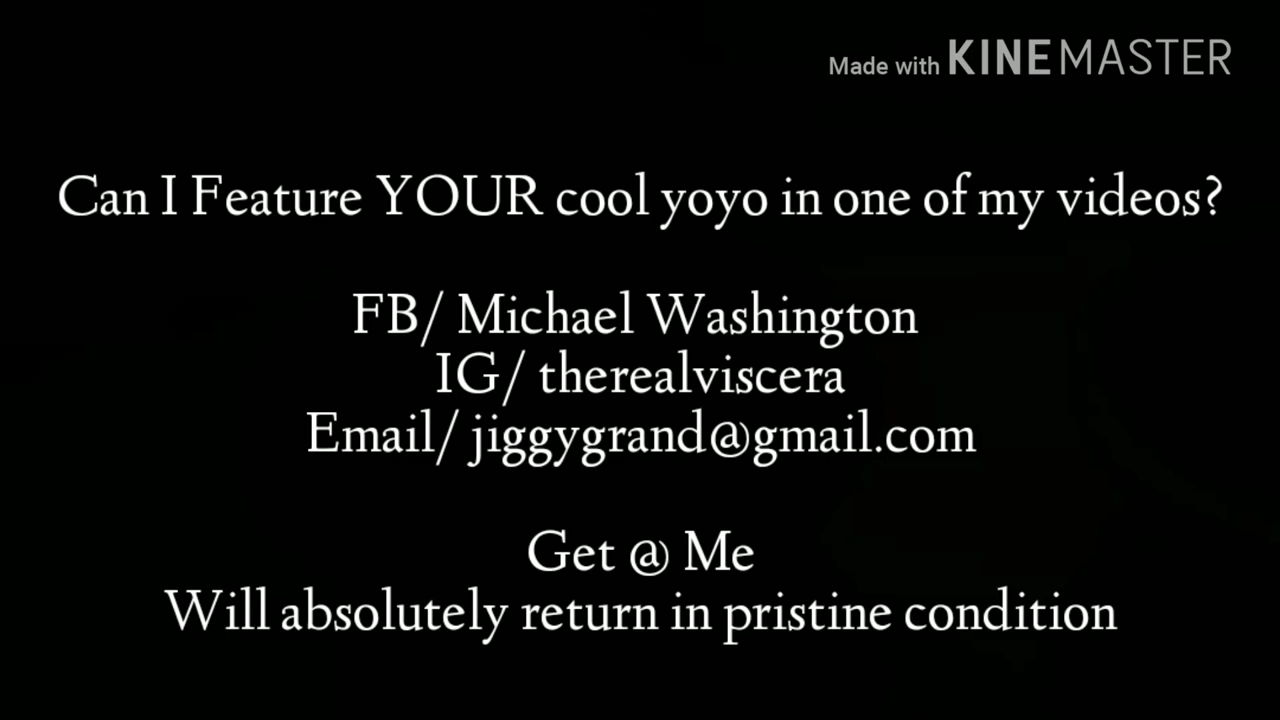 Made with KINEMASTER
Can I Feature YOUR cool yoyo in one of my videos?
FB/ Michael Washington
IG/ therealviscera
Email/ jiggygrand@gmail.com
Get @ Me
Will absolutely return in pristine condition